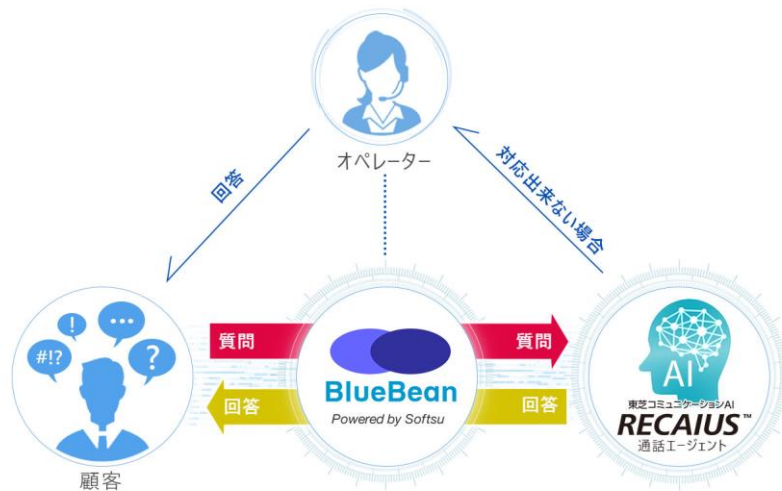 オペレーター
回答
対応出来ない場合
#!?
!
...
?
顧客
質問
回答
BlueBean
Powered by Softsu
質問
回答
AI
東芝コミュニケーションAI
RECAIUS™
通話エージェント